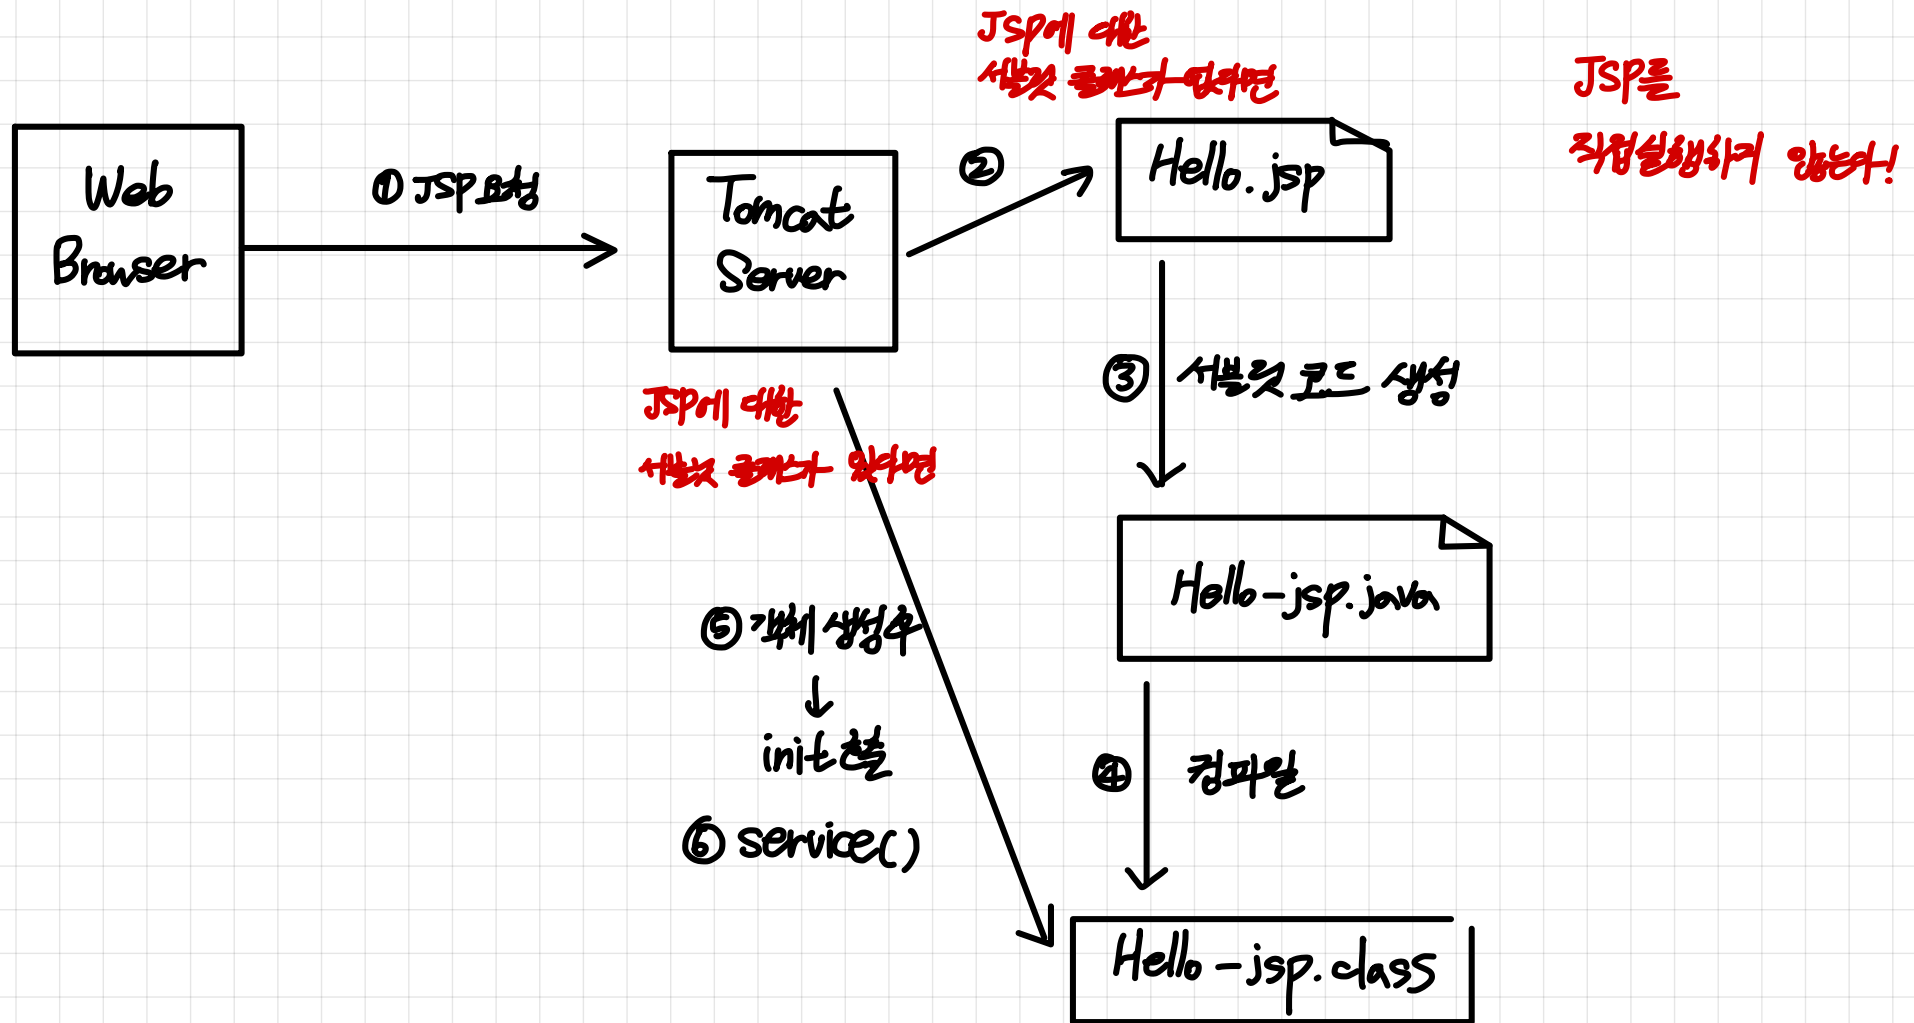 JSP에 대한
서블릿 클래스가 없다면
JSP를
직접실행하지 않는다!
Web
Browser
① JSP요청
Tomcat
Server
②
Hello.jsp
③ 서블릿 코드 생성
JSP에 대한
서블릿 클래스가 있다면
Hello-jsp.java
⑤ 객체 생성후
↓
init 호출
④ 컴파일
⑥ service()
Hello-jsp.class